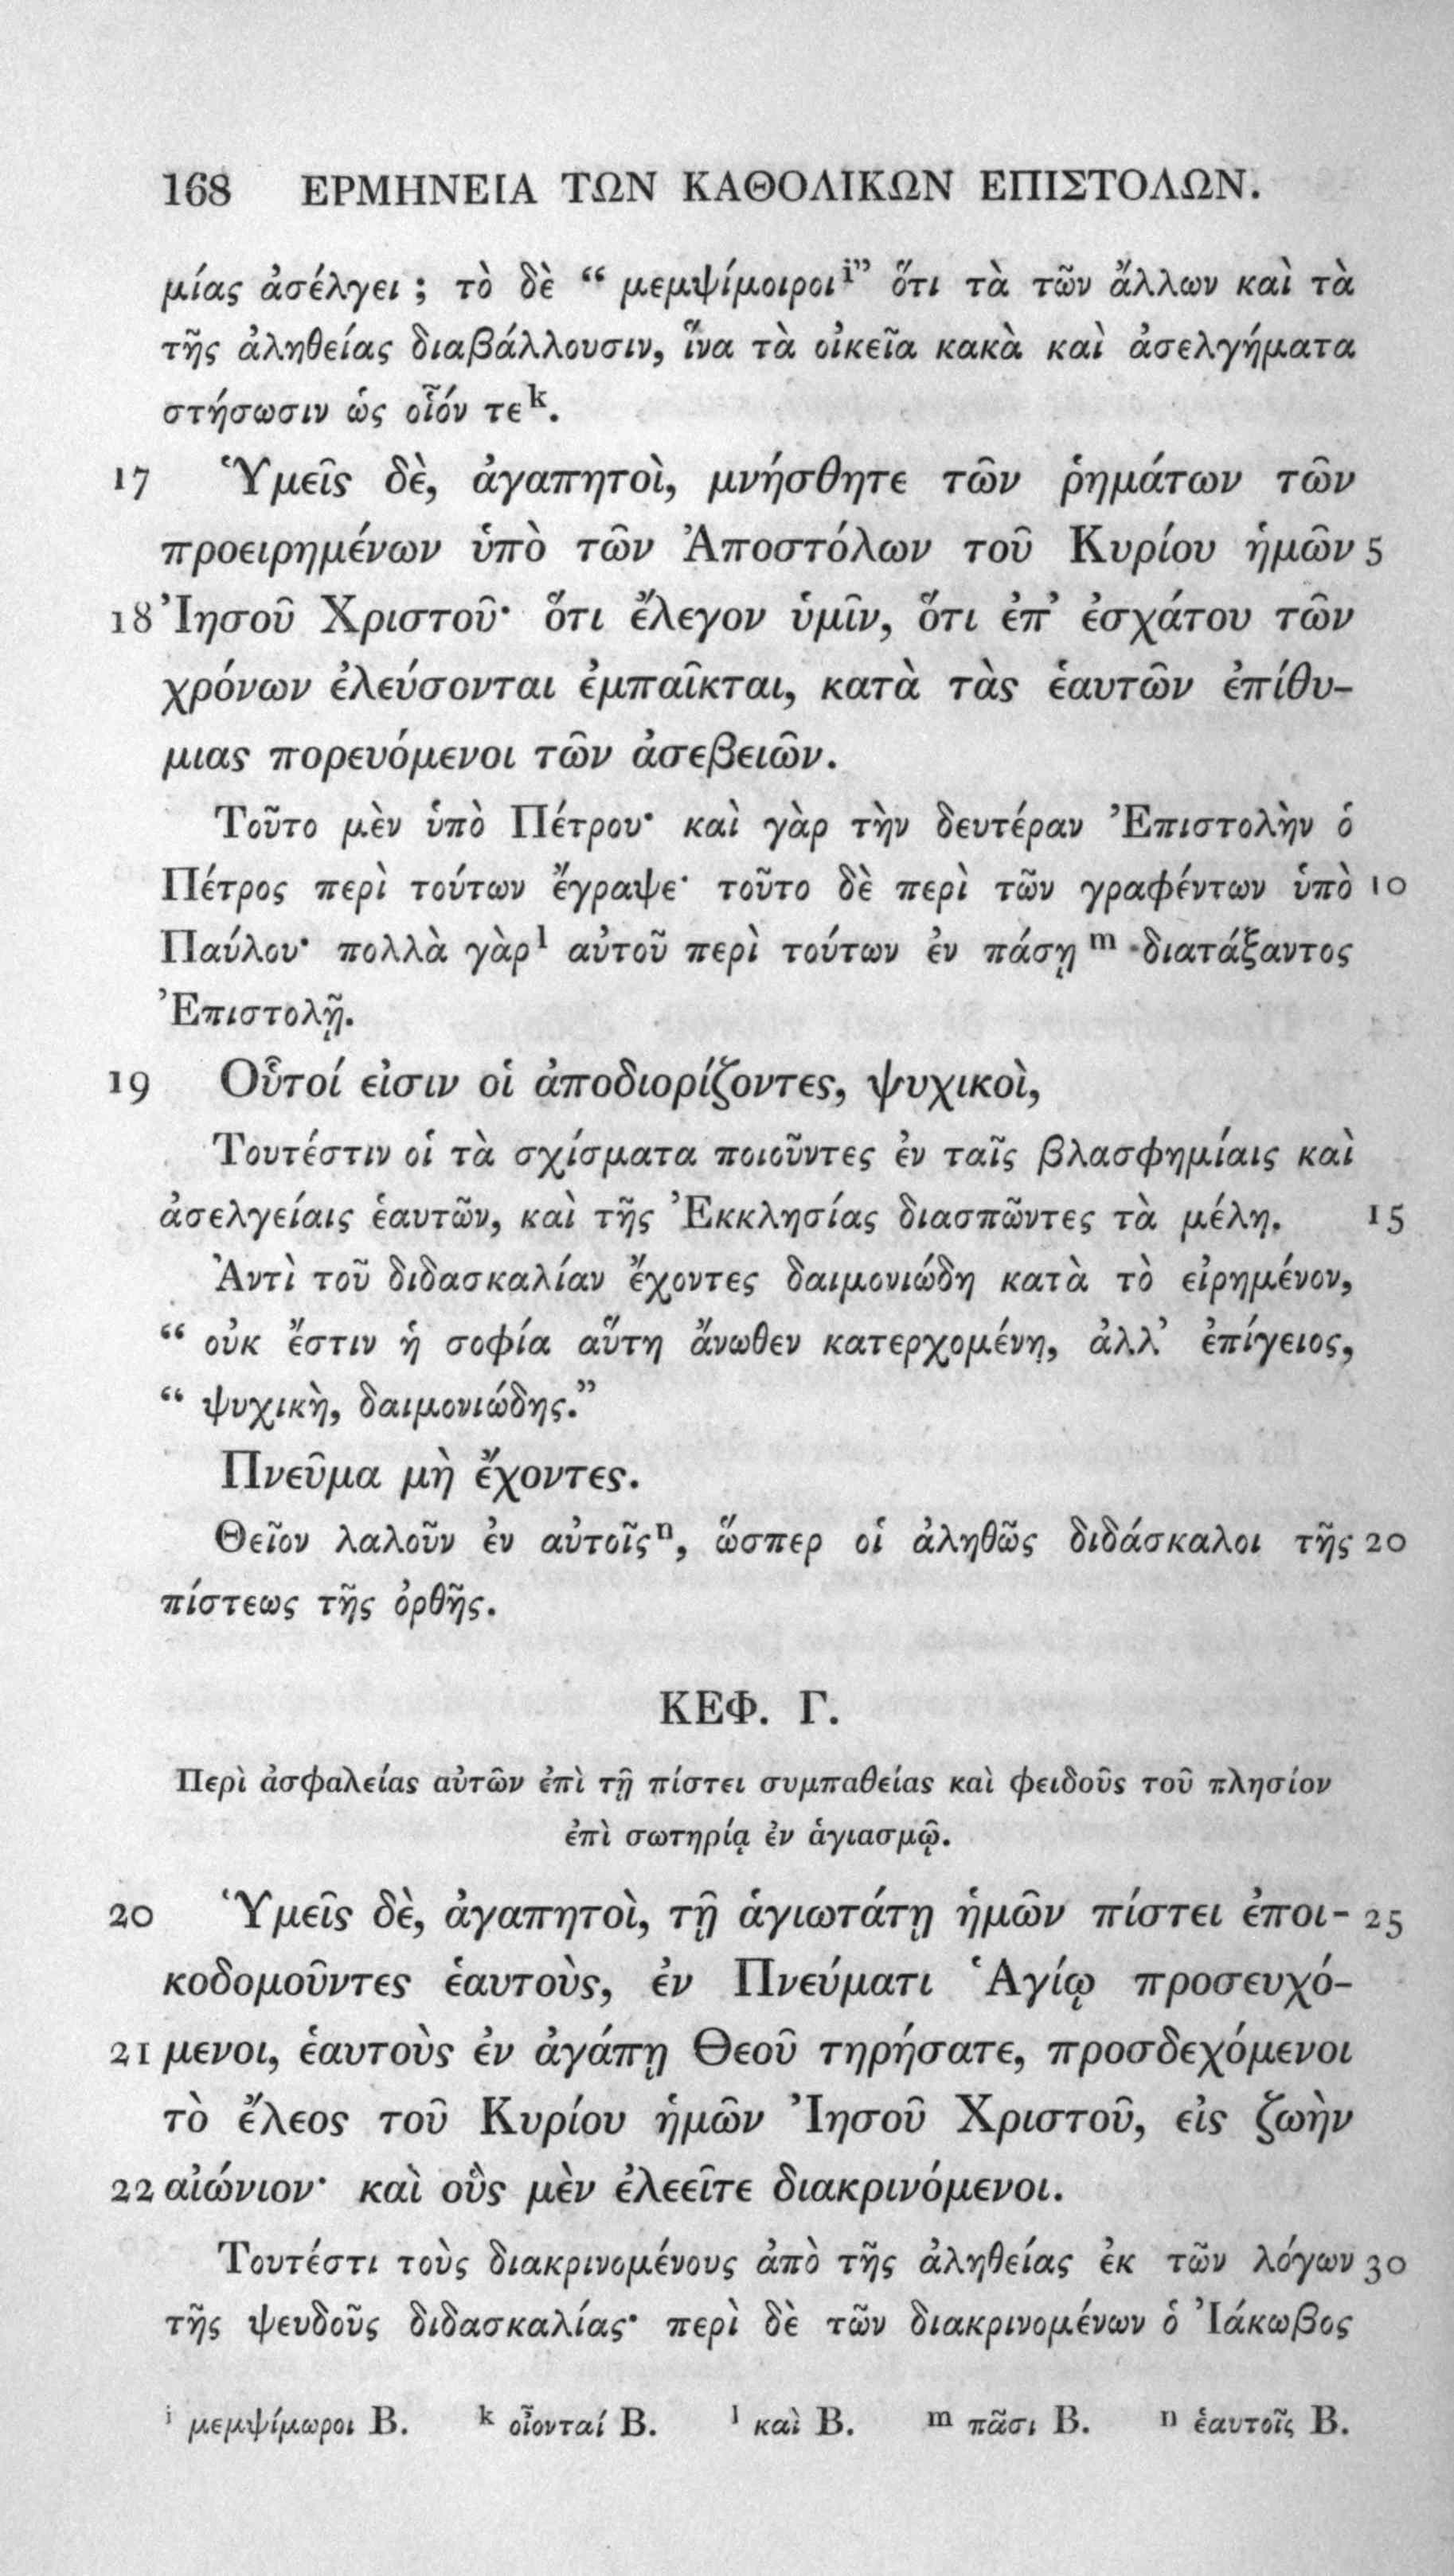 168 ΕΡΜΗΝΕΙΑ ΤΩΝ ΚΑΘΟΛΙΚΩΝ ΕΠΙΣΤΟΛΩΝ.
μίας ἀσέλγει ; τὸ δὲ “ μεμψίμοιροιⁱ” ὅτι τὰ τῶν ἄλλων καὶ τὰ
τῆς ἀληθείας διαβάλλουσιν, ἵνα τὰ οἰκεῖα κακὰ καὶ ἀσελγήματα
στήσωσιν ὡς οἷόν τεᵏ.
17 Ὑμεῖς δὲ, ἀγαπητοὶ, μνήσθητε τῶν ῥημάτων τῶν
προειρημένων ὑπὸ τῶν Ἀποστόλων τοῦ Κυρίου ἡμῶν 5
18 Ἰησοῦ Χριστοῦ· ὅτι ἔλεγον ὑμῖν, ὅτι ἐπ’ ἐσχάτου τῶν
χρόνων ἐλεύσονται ἐμπαῖκται, κατὰ τὰς ἑαυτῶν ἐπίθυ-
μιας πορευόμενοι τῶν ἀσεβειῶν.
Τοῦτο μὲν ὑπὸ Πέτρου· καὶ γὰρ τὴν δευτέραν Ἐπιστολὴν ὁ
Πέτρος περὶ τούτων ἔγραψε· τοῦτο δὲ περὶ τῶν γραφέντων ὑπὸ 10
Παύλου· πολλὰ γὰρˡ αὐτοῦ περὶ τούτων ἐν πάσῃ ᵐ διατάξαντος
Ἐπιστολῇ.
19 Οὗτοί εἰσιν οἱ ἀποδιορίζοντες, ψυχικοὶ,
Τουτέστιν οἱ τὰ σχίσματα ποιοῦντες ἐν ταῖς βλασφημίαις καὶ
ἀσελγείαις ἑαυτῶν, καὶ τῆς Ἐκκλησίας διασπῶντες τὰ μέλη. 15
Ἀντὶ τοῦ διδασκαλίαν ἔχοντες δαιμονιώδη κατὰ τὸ εἰρημένον,
“ οὐκ ἔστιν ἡ σοφία αὕτη ἄνωθεν κατερχομένη, ἀλλ’ ἐπίγειος,
“ ψυχικὴ, δαιμονιώδης.”
Πνεῦμα μὴ ἔχοντες.
Θεῖον λαλοῦν ἐν αὐτοῖςⁿ, ὥσπερ οἱ ἀληθῶς διδάσκαλοι τῆς 20
πίστεως τῆς ὀρθῆς.
ΚΕΦ. Γ.
Περὶ ἀσφαλείας αὐτῶν ἐπὶ τῇ πίστει συμπαθείας καὶ φειδοῦς τοῦ πλησίον
ἐπὶ σωτηρίᾳ ἐν ἁγιασμῷ.
20 Ὑμεῖς δὲ, ἀγαπητοὶ, τῇ ἁγιωτάτῃ ἡμῶν πίστει ἐποι- 25
κοδομοῦντες ἑαυτοὺς, ἐν Πνεύματι Ἁγίῳ προσευχό-
21 μενοι, ἑαυτοὺς ἐν ἀγάπῃ Θεοῦ τηρήσατε, προσδεχόμενοι
τὸ ἔλεος τοῦ Κυρίου ἡμῶν Ἰησοῦ Χριστοῦ, εἰς ζωὴν
22 αἰώνιον· καὶ οὓς μὲν ἐλεεῖτε διακρινόμενοι.
Τουτέστι τοὺς διακρινομένους ἀπὸ τῆς ἀληθείας ἐκ τῶν λόγων 30
τῆς ψευδοῦς διδασκαλίας· περὶ δὲ τῶν διακρινομένων ὁ Ἰάκωβος
ⁱ μεμψίμωροι B. ᵏ οἷονταί B. ˡ καὶ B. ᵐ πᾶσι B. ⁿ ἑαυτοῖς B.